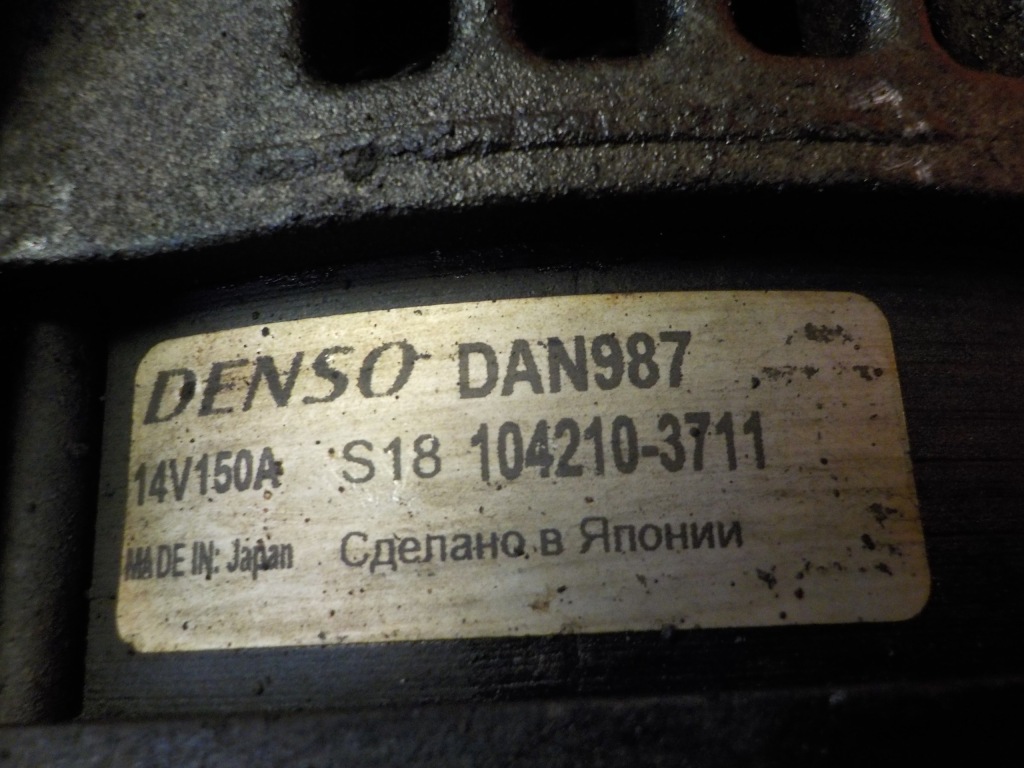 DENSO DAN987
14V150A S18 104210-3711
MADE IN: Japan Сделано в Японии